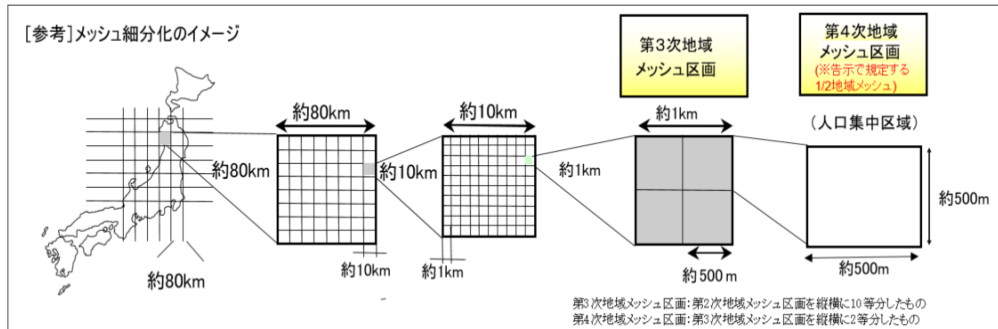 [参考]メッシュ細分化のイメージ
第3次地域
メッシュ区画
第4次地域
メッシュ区画
(※告示で規定する
1/2地域メッシュ)
(人口集中区域)
約80km
約80km
約80km
約10km
約10km
約10km
約1km
約1km
約1km
約500m
約500m
約500m
第3次地域メッシュ区画:第2次地域メッシュ区画を縦横に10等分したもの
第4次地域メッシュ区画:第3次地域メッシュ区画を縦横に2等分したもの